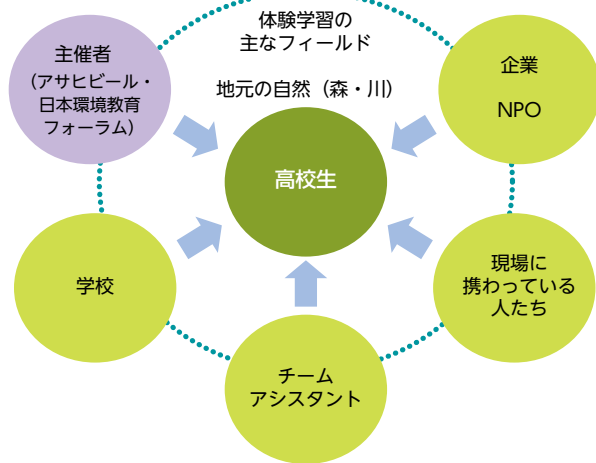 体験学習の
主なフィールド
地元の自然（森・川）
主催者
（アサヒビール・
日本環境教育
フォーラム）
企業
NPO
高校生
学校
現場に
携わっている
人たち
チーム
アシスタント